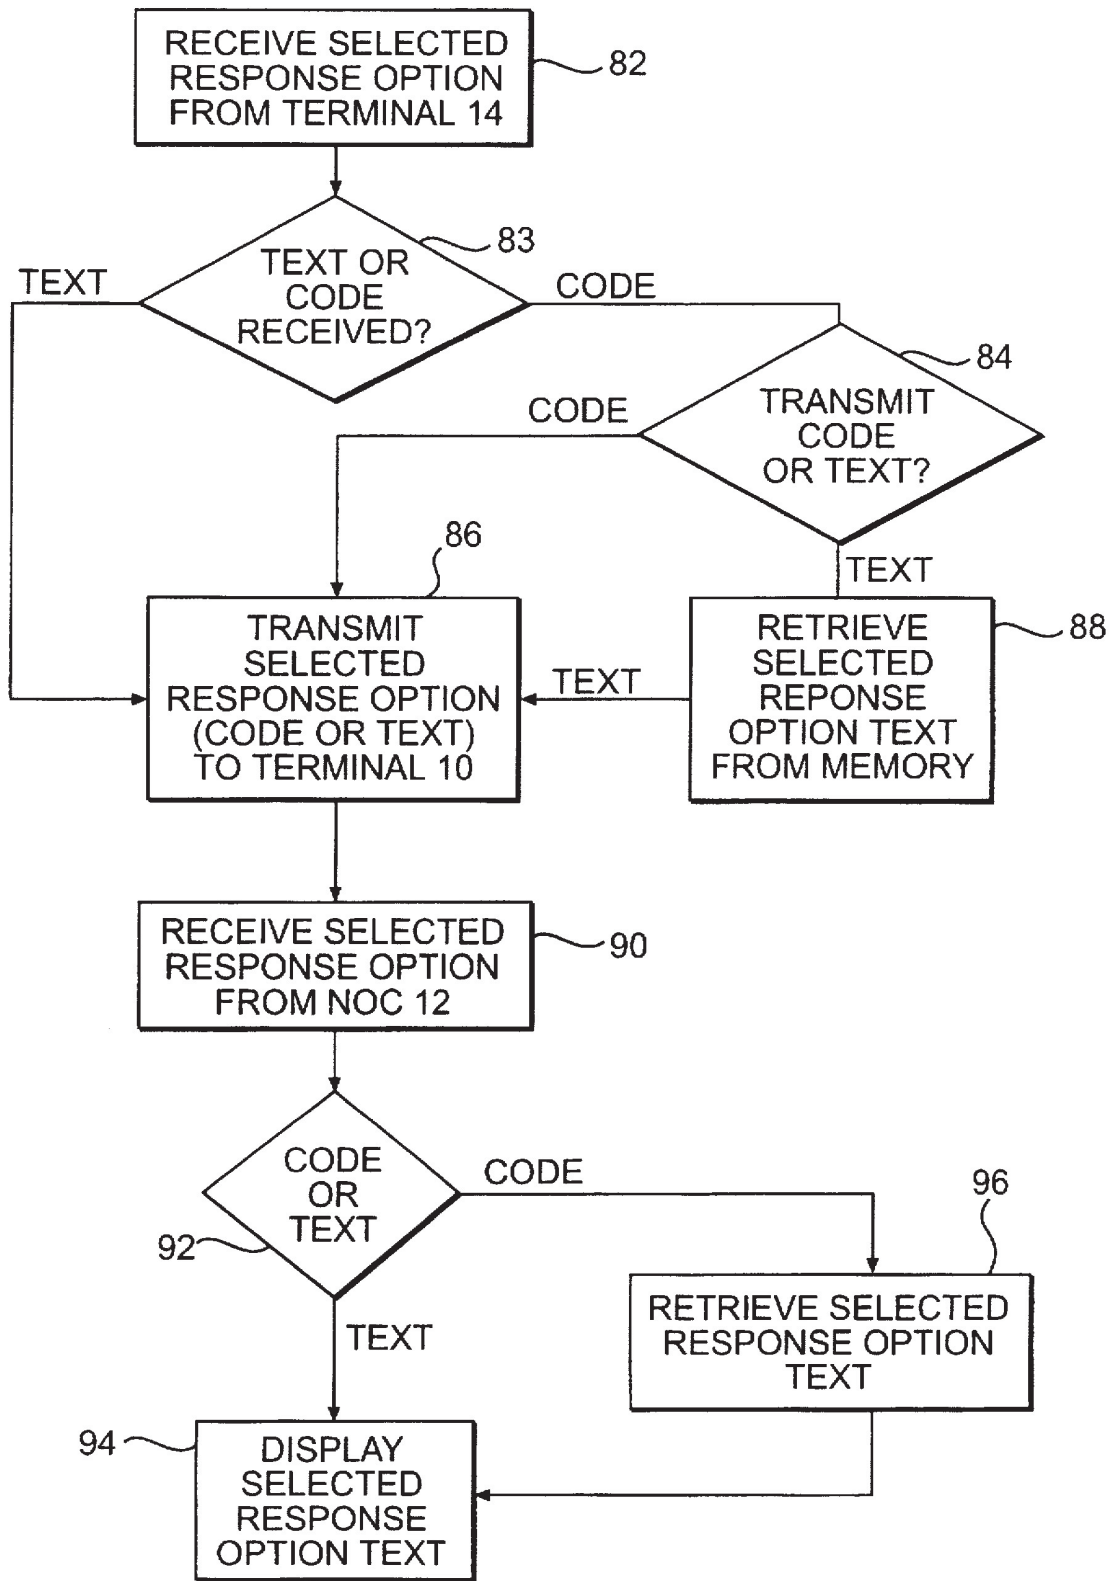 RECEIVE SELECTED
RESPONSE OPTION
FROM TERMINAL 14
82
TEXT OR
CODE
RECEIVED?
83
TEXT
CODE
TRANSMIT
CODE
OR TEXT?
84
CODE
TEXT
86
TRANSMIT
SELECTED
RESPONSE OPTION
(CODE OR TEXT)
TO TERMINAL 10
TEXT
RETRIEVE
SELECTED
REPONSE
OPTION TEXT
FROM MEMORY
88
RECEIVE SELECTED
RESPONSE OPTION
FROM NOC 12
90
CODE
OR
TEXT
92
CODE
TEXT
96
RETRIEVE SELECTED
RESPONSE OPTION
TEXT
94
DISPLAY
SELECTED
RESPONSE
OPTION TEXT